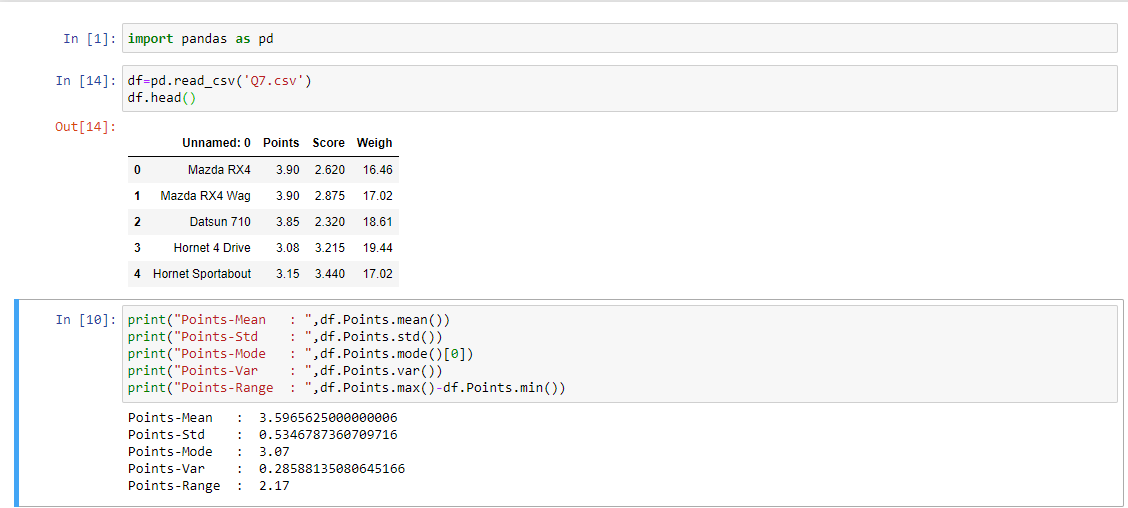 In [1]: import pandas as pd
In [14]: df=pd.read_csv('Q7.csv')
df.head()
Out[14]:
Unnamed: 0 Points Score Weigh
0 Mazda RX4 3.90 2.620 16.46
1 Mazda RX4 Wag 3.90 2.875 17.02
2 Datsun 710 3.85 2.320 18.61
3 Hornet 4 Drive 3.08 3.215 19.44
4 Hornet Sportabout 3.15 3.440 17.02
In [10]: print("Points-Mean   : ",df.Points.mean())
print("Points-Std    : ",df.Points.std())
print("Points-Mode   : ",df.Points.mode()[0])
print("Points-Var    : ",df.Points.var())
print("Points-Range  : ",df.Points.max()-df.Points.min())
Points-Mean   :  3.5965625000000006
Points-Std    :  0.5346787360709716
Points-Mode   :  3.07
Points-Var    :  0.28588135080645166
Points-Range  :  2.17